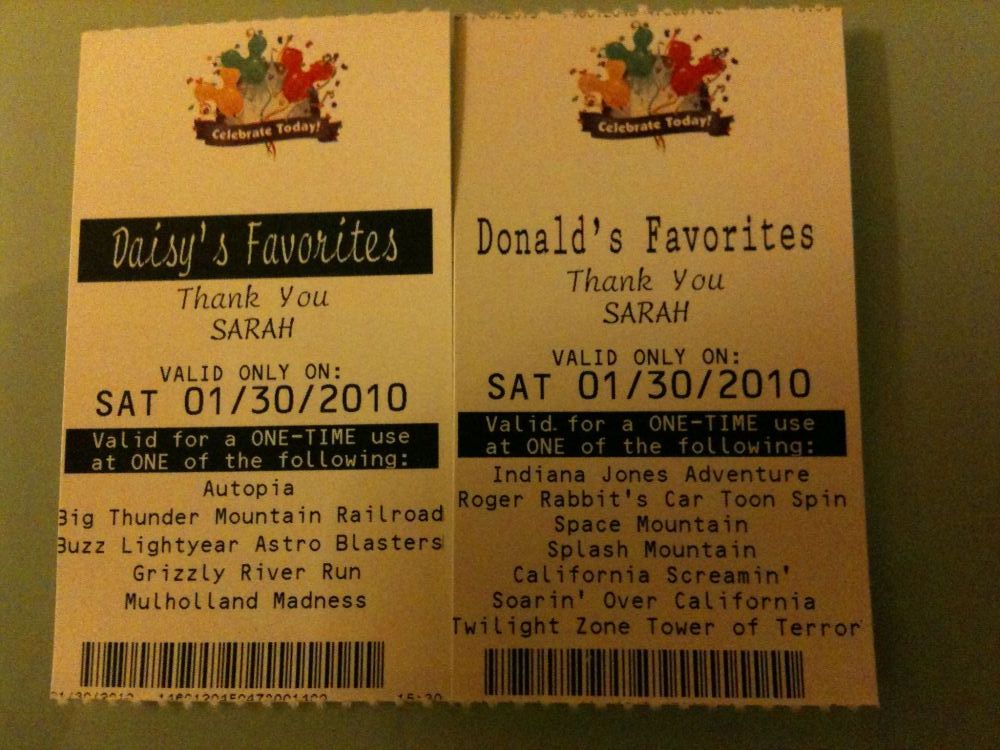 Celebrate Today!
Daisy's Favorites
Thank You
SARAH
VALID ONLY ON:
SAT 01/30/2010
Valid for a ONE-TIME use
at ONE of the following:
Autopia
Big Thunder Mountain Railroad
Buzz Lightyear Astro Blasters
Grizzly River Run
Mulholland Madness
Celebrate Today!
Donald's Favorites
Thank You
SARAH
VALID ONLY ON:
SAT 01/30/2010
Valid for a ONE-TIME use
at ONE of the following:
Indiana Jones Adventure
Roger Rabbit's Car Toon Spin
Space Mountain
Splash Mountain
California Screamin'
Soarin' Over California
Twilight Zone Tower of Terror